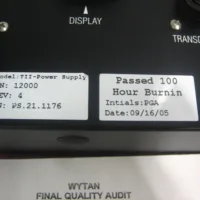 DISPLAY
TRANSD
Model:TII-Power Supply
N: 12000
EV: 4
: PS.21.1176
Passed 100
Hour Burnin
Intials:PGA
Date:09/16/05
WYTAN
FINAL QUALITY AUDIT